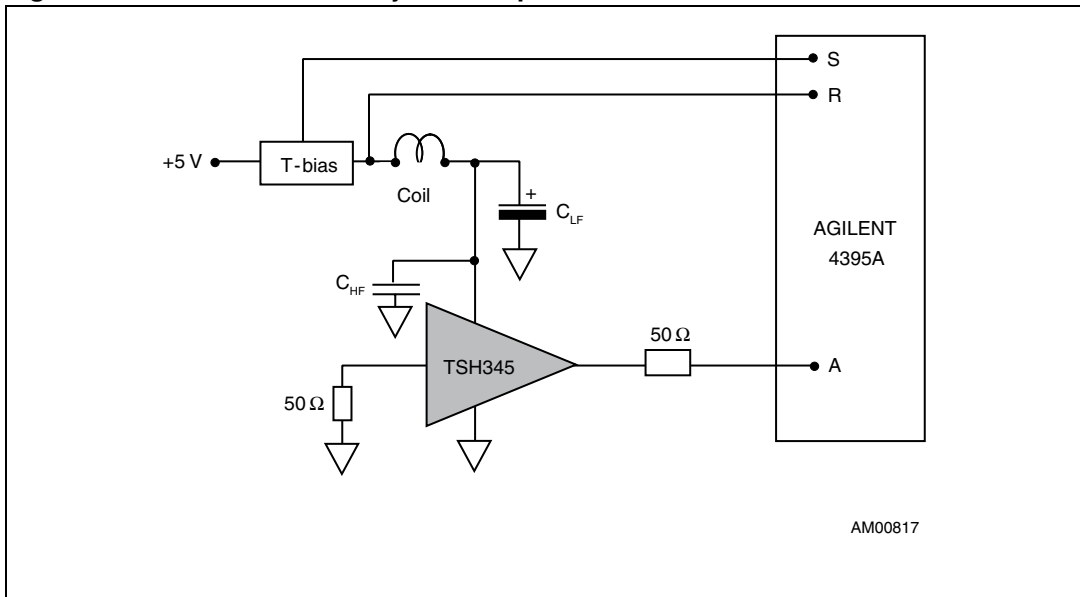 S
R
+5 V
T-bias
Coil
+
CLF
AGILENT
4395A
CHF
50 Ω
TSH345
A
50 Ω
AM00817